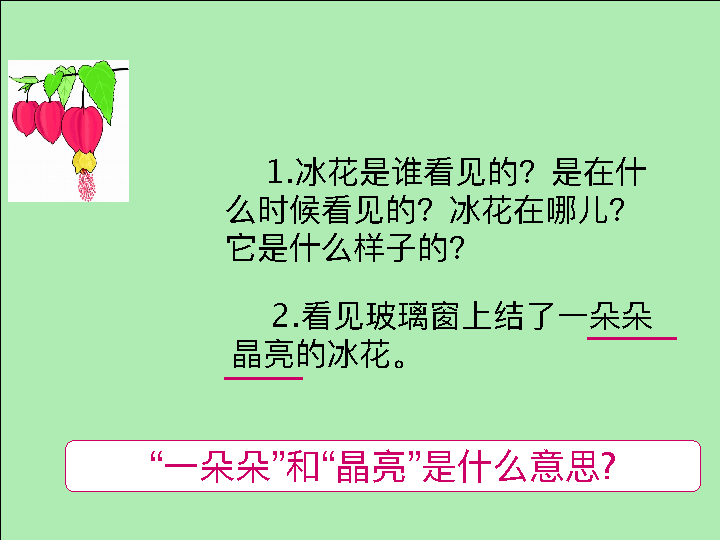 1.冰花是谁看见的？是在什
么时候看见的？冰花在哪儿？
它是什么样子的？
2.看见玻璃窗上结了一朵朵
晶亮的冰花。
“一朵朵”和“晶亮”是什么意思?